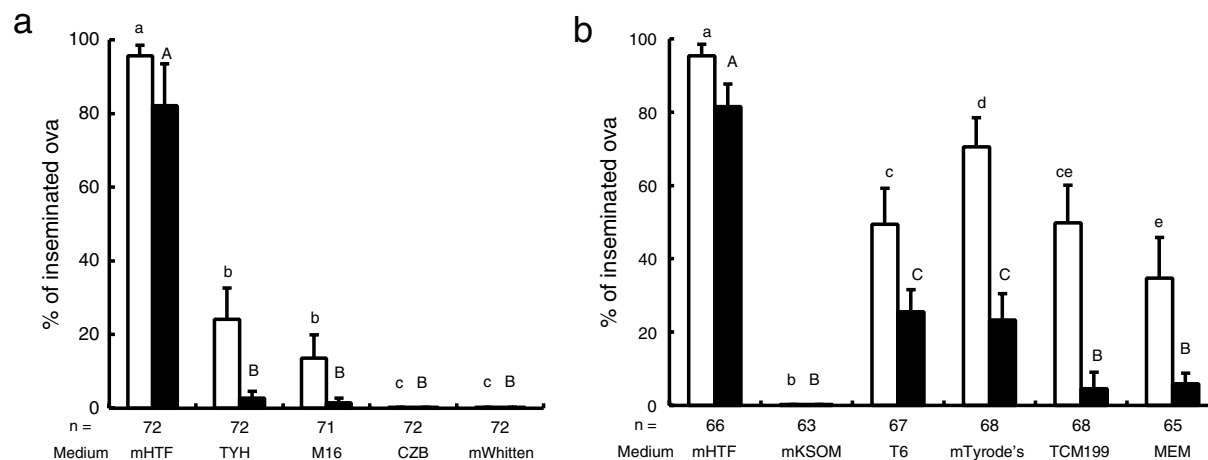 a
% of inseminated ova
100
80
60
40
20
0
a
A
b
B
b
B
c B
c B
n = 72 72 71 72 72
Medium mHTF TYH M16 CZB mWhitten
b
% of inseminated ova
100
80
60
40
20
0
a
A
b B
c
C
d
C
ce
B
e
B
n = 66 63 67 68 68 65
Medium mHTF mKSOM T6 mTyrode's TCM199 MEM